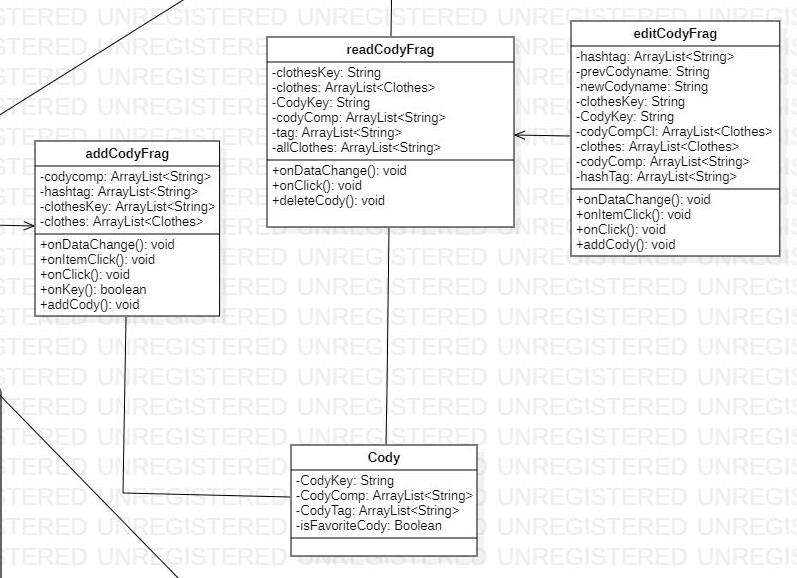 readCodyFrag
-clothesKey: String
-clothes: ArrayList<Clothes>
-CodyKey: String
-codyComp: ArrayList<String>
-tag: ArrayList<String>
-allClothes: ArrayList<String>
+onDataChange(): void
+onClick(): void
+deleteCody(): void
editCodyFrag
-hashtag: ArrayList<String>
-prevCodyname: String
-newCodyname: String
-clothesKey: String
-CodyKey: String
-codyCompCl: ArrayList<Clothes>
-clothes: ArrayList<Clothes>
-codyComp: ArrayList<String>
-hashTag: ArrayList<String>
+onDataChange(): void
+onItemClick(): void
+onClick(): void
+addCody(): void
addCodyFrag
-codycomp: ArrayList<String>
-hashtag: ArrayList<String>
-clothesKey: ArrayList<String>
-clothes: ArrayList<Clothes>
+onDataChange(): void
+onItemClick(): void
+onClick(): void
+onKey(): boolean
+addCody(): void
Cody
-CodyKey: String
-CodyComp: ArrayList<String>
-CodyTag: ArrayList<String>
-isFavoriteCody: Boolean